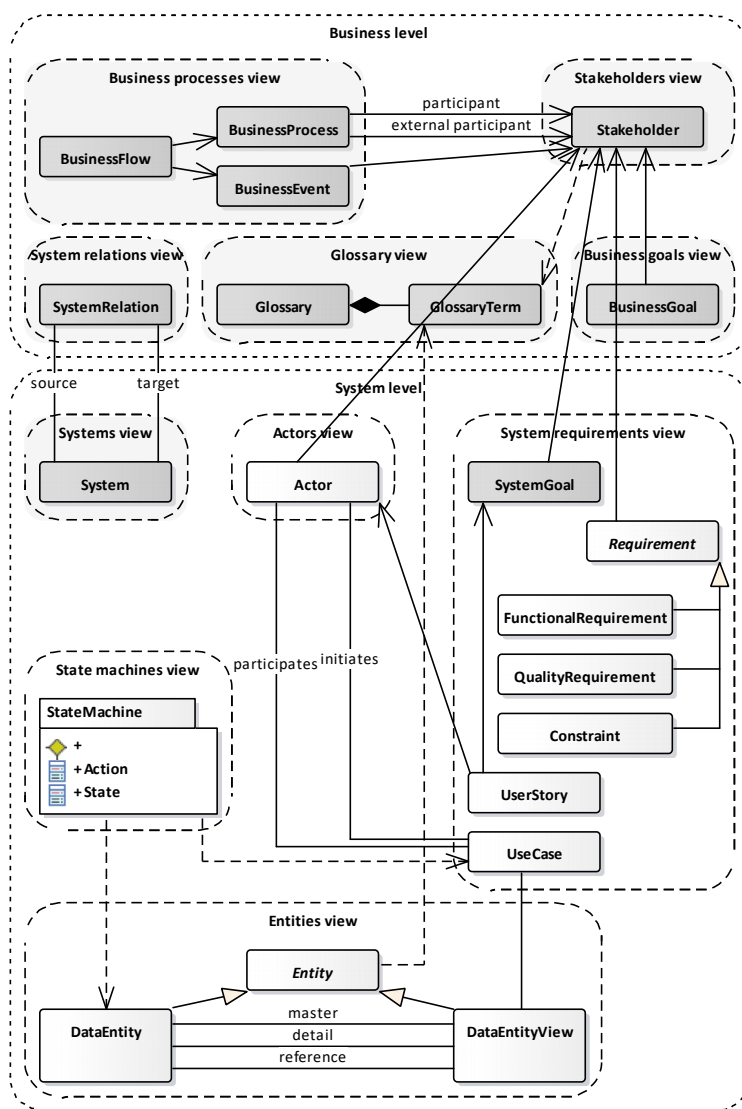 Business level
Business processes view
Stakeholders view
participant
BusinessProcess
external participant
Stakeholder
BusinessFlow
BusinessEvent
System relations view
Glossary view
Business goals view
SystemRelation
Glossary
GlossaryTerm
BusinessGoal
source
target
System level
Systems view
Actors view
System requirements view
System
Actor
SystemGoal
Requirement
FunctionalRequirement
participates
initiates
State machines view
QualityRequirement
StateMachine
Constraint
+
+ Action
+ State
UserStory
UseCase
Entities view
Entity
master
DataEntity
DataEntityView
detail
reference